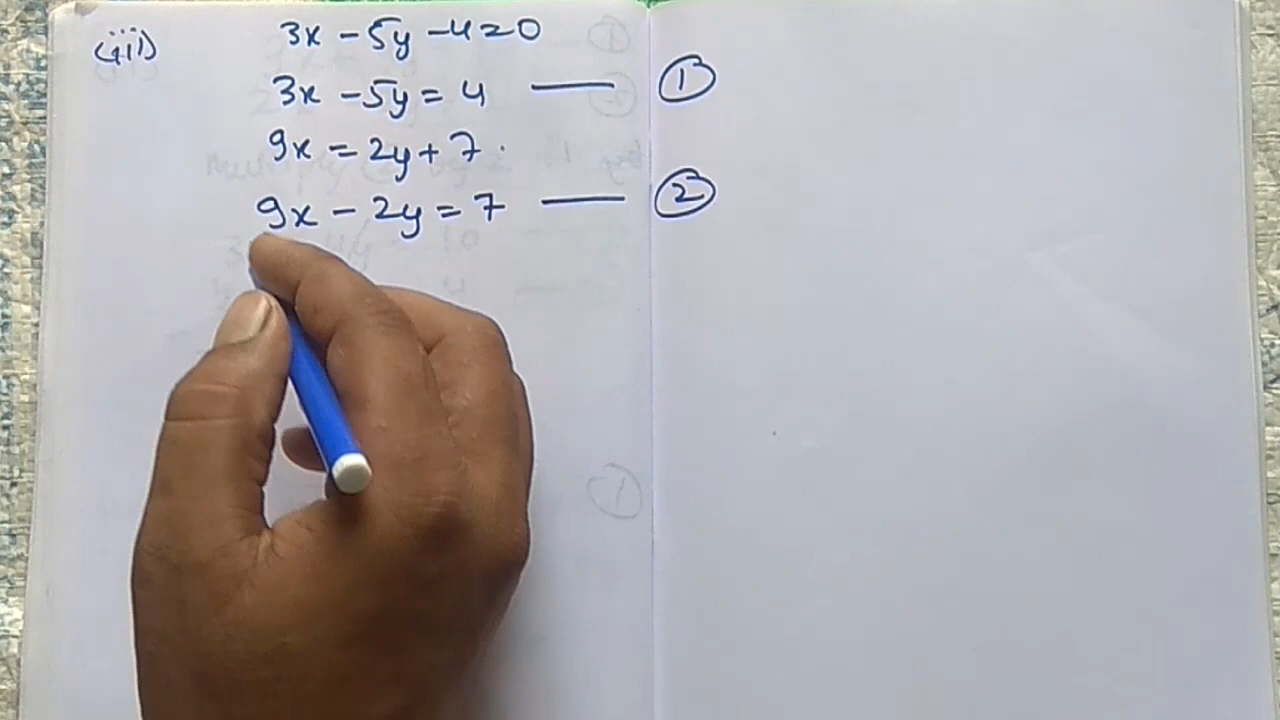 (iii) 3x - 5y - 4 = 0
3x - 5y = 4 —— ①
9x = 2y + 7.
9x - 2y = 7 —— ②